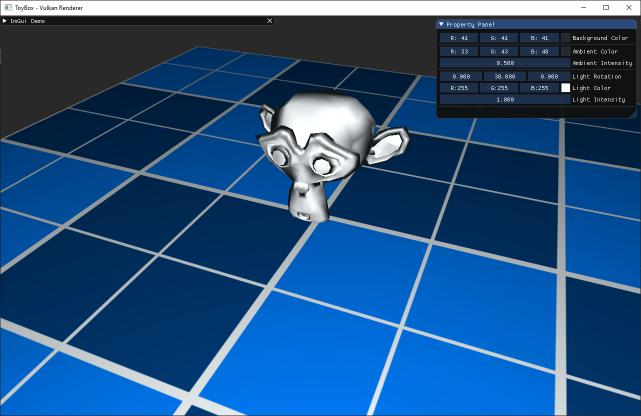 ToyBox - Vulkan Renderer
ImGui Demo
Property Panel
R: 41 G: 41 B: 41 Background Color
R: 33 G: 43 B: 48 Ambient Color
0.500 Ambient Intensity
0.000 30.000 0.000 Light Rotation
R:255 G:255 B:255 Light Color
1.000 Light Intensity